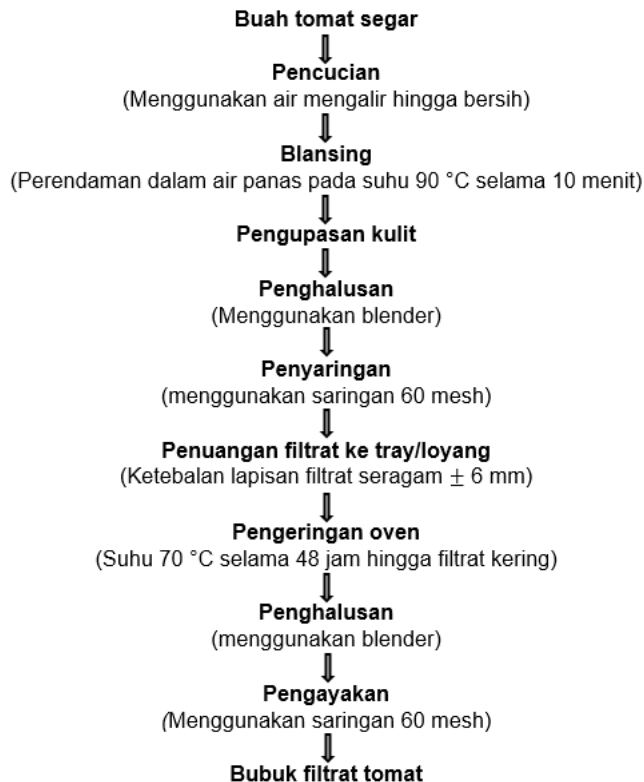 Buah tomat segar
Pencucian
(Menggunakan air mengalir hingga bersih)
Blansing
(Perendaman dalam air panas pada suhu 90 °C selama 10 menit)
Pengupasan kulit
Penghalusan
(Menggunakan blender)
Penyaringan
(menggunakan saringan 60 mesh)
Penuangan filtrat ke tray/loyang
(Ketebalan lapisan filtrat seragam ± 6 mm)
Pengeringan oven
(Suhu 70 °C selama 48 jam hingga filtrat kering)
Penghalusan
(menggunakan blender)
Pengayakan
(Menggunakan saringan 60 mesh)
Bubuk filtrat tomat